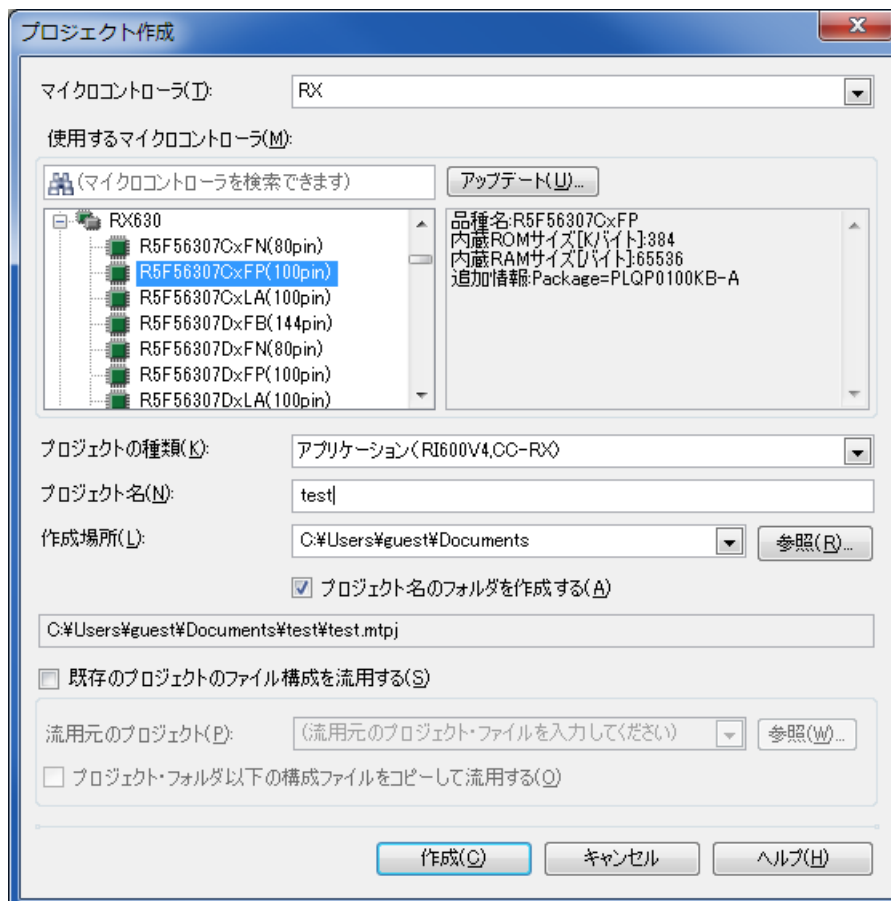 プロジェクト作成
マイクロコントローラ(T): RX
使用するマイクロコントローラ(M):
(マイクロコントローラを検索できます) アップデート(U)...
RX630
R5F56307CxFN(80pin)
R5F56307CxFP(100pin)
R5F56307CxLA(100pin)
R5F56307DxFB(144pin)
R5F56307DxFN(80pin)
R5F56307DxFP(100pin)
R5F56307DxLA(100pin)
品種名:R5F56307CxFP
内蔵ROMサイズ[Kバイト]:384
内蔵RAMサイズ[バイト]:65536
追加情報:Package=PLQP0100KB-A
プロジェクトの種類(K): アプリケーション(RI600V4,CC-RX)
プロジェクト名(N): test
作成場所(L): C:¥Users¥guest¥Documents 参照(R)...
プロジェクト名のフォルダを作成する(A)
C:¥Users¥guest¥Documents¥test¥test.mtpj
既存のプロジェクトのファイル構成を流用する(S)
流用元のプロジェクト(P): (流用元のプロジェクト・ファイルを入力してください) 参照(W)...
プロジェクト・フォルダ以下の構成ファイルをコピーして流用する(O)
作成(C) キャンセル ヘルプ(H)